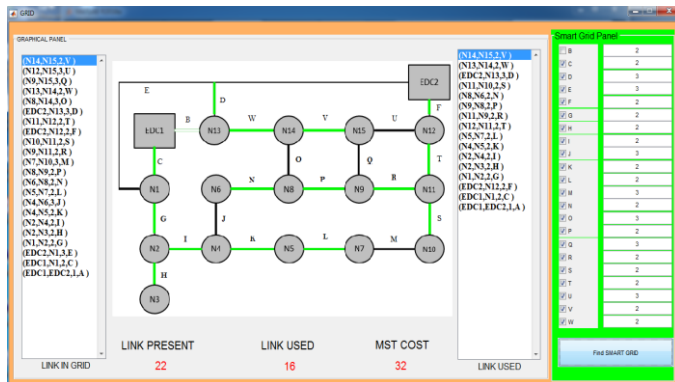 GRID
GRAPHICAL PANEL
(N14,N15,2,V )
(N12,N15,3,U )
(N9,N15,3,Q )
(N13,N14,2,W )
(N8,N14,3,O )
(EDC2,N13,3,D )
(N11,N12,2,T )
(EDC2,N12,2,F )
(N10,N11,2,S )
(N9,N11,2,R )
(N7,N10,3,M )
(N8,N9,2,P )
(N6,N8,2,N )
(N5,N7,2,L )
(N4,N6,3,J )
(N4,N5,2,K )
(N2,N4,2,I )
(N2,N3,2,H )
(N1,N2,2,G )
(EDC2,N1,3,E )
(EDC1,N1,2,C )
(EDC1,EDC2,1,A )
LINK IN GRID
EDC2
E
D
F
B
EDC1
N13
W
N14
V
N15
U
N12
C
O
Q
T
N1
N6
N
N8
P
N9
R
N11
G
J
S
N2
I
N4
K
N5
L
N7
M
N10
H
N3
LINK PRESENT
LINK USED
MST COST
22
16
32
(N14,N15,2,V )
(N13,N14,2,W )
(EDC2,N13,3,D )
(N11,N10,2,S )
(N8,N6,2,N )
(N9,N8,2,P )
(N11,N9,2,R )
(N12,N11,2,T )
(N5,N7,2,L )
(N4,N5,2,K )
(N2,N4,2,I )
(N2,N3,2,H )
(N1,N2,2,G )
(EDC2,N12,2,F )
(EDC1,N1,2,C )
(EDC1,EDC2,1,A )
LINK USED
Smart Grid Panel
B 2
C 2
D 3
E 3
F 2
G 2
H 2
I 2
J 3
K 2
L 2
M 3
N 2
O 3
P 2
Q 3
R 2
S 2
T 2
U 3
V 2
W 2
Find SMART GRID